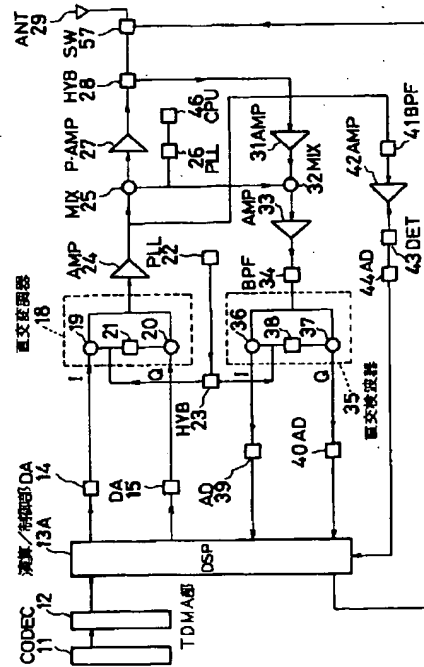 CODEC
11
12
TDMA部
演算/制御部
13A
DSP
DA
14
DA
15
直交変調器
18
19
I
21
Q
20
HYB
23
AMP
24
PLL
22
MIX
25
P-AMP
27
HYB
28
SW
57
ANT
29
46
CPU
26
PLL
31AMP
32MIX
AMP
33
BPF
34
36
I
38
37
Q
35
直交検波器
AD
39
40AD
41BPF
42AMP
43DET
44AD